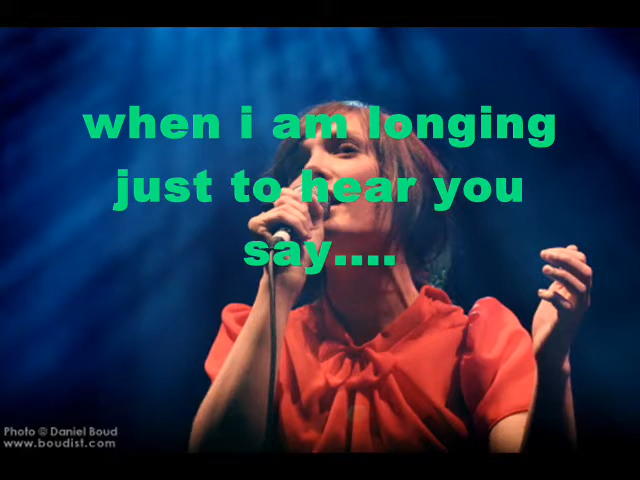 when i am longing
just to hear you
say....
Photo © Daniel Boud
www.boudist.com